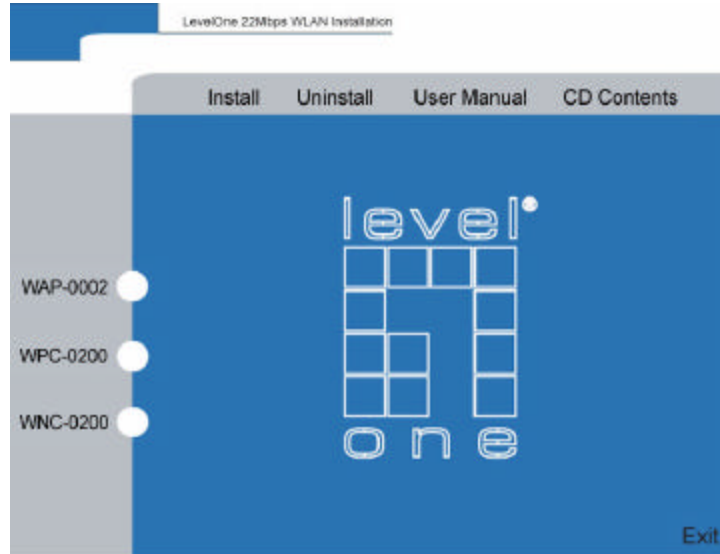 LevelOne 22Mbps WLAN Installation
Install Uninstall User Manual CD Contents
level
one
WAP-0002
WPC-0200
WNC-0200
Exit